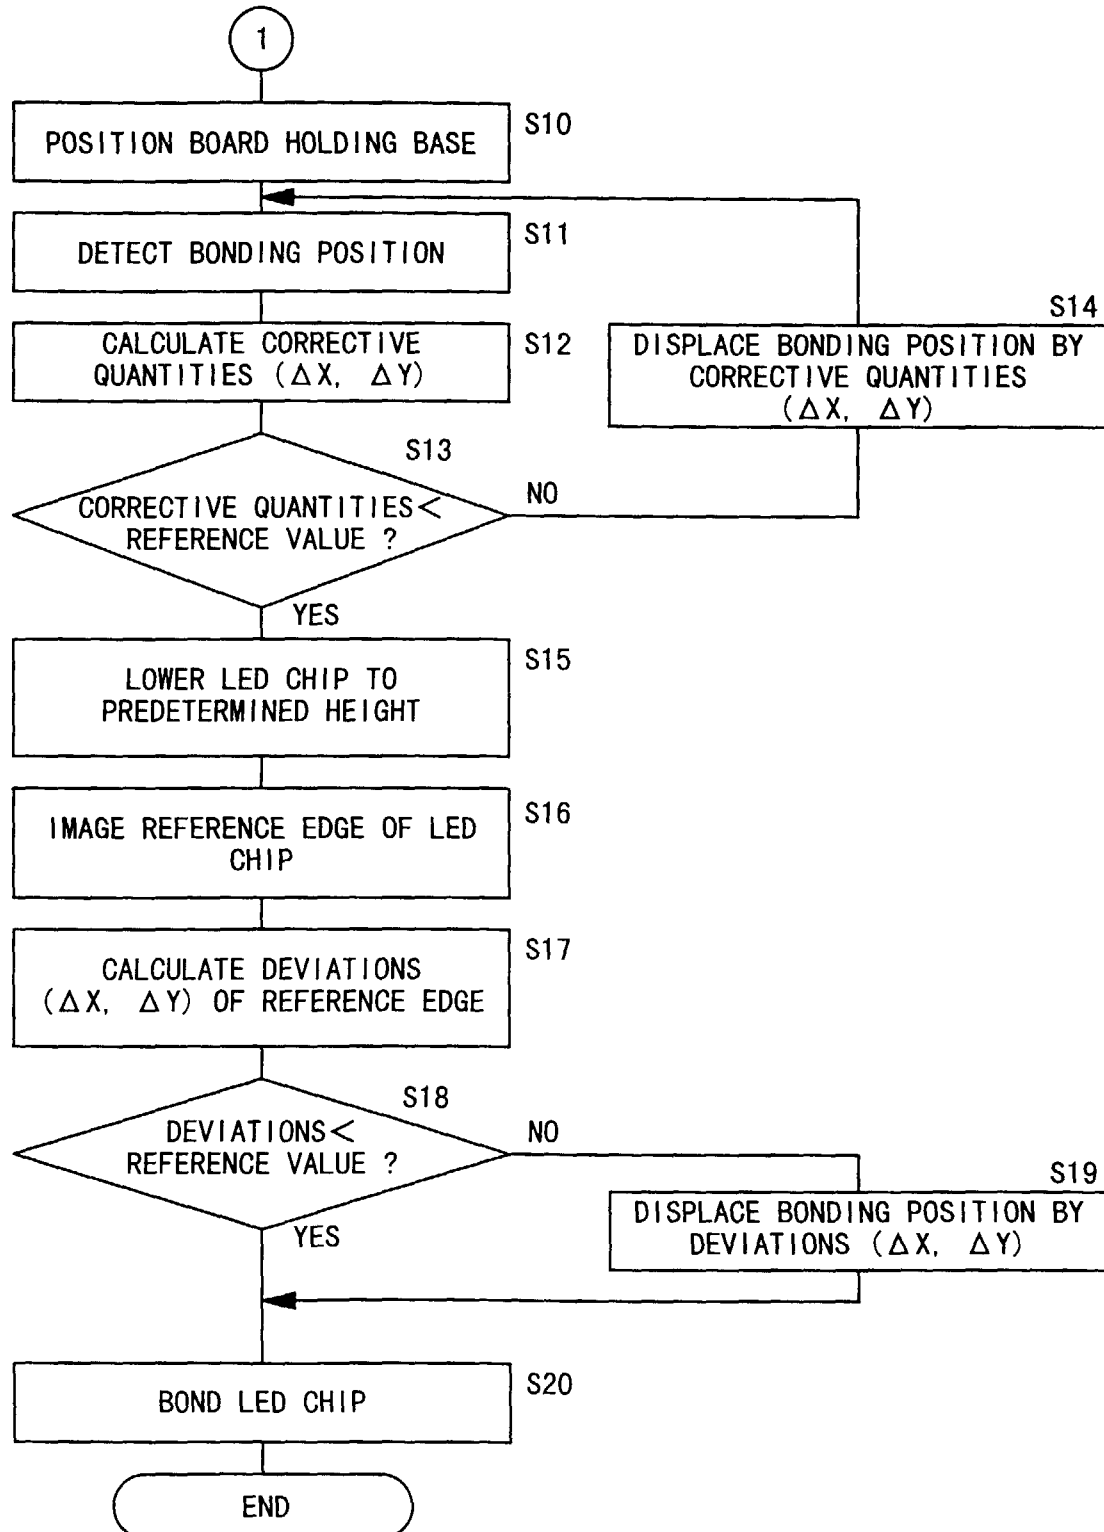 1
POSITION BOARD HOLDING BASE
S10
DETECT BONDING POSITION
S11
CALCULATE CORRECTIVE
QUANTITIES (ΔX, ΔY)
S12
S13
CORRECTIVE QUANTITIES<
REFERENCE VALUE ?
NO
YES
S14
DISPLACE BONDING POSITION BY
CORRECTIVE QUANTITIES
(ΔX, ΔY)
LOWER LED CHIP TO
PREDETERMINED HEIGHT
S15
IMAGE REFERENCE EDGE OF LED
CHIP
S16
CALCULATE DEVIATIONS
(ΔX, ΔY) OF REFERENCE EDGE
S17
S18
DEVIATIONS<
REFERENCE VALUE ?
NO
YES
S19
DISPLACE BONDING POSITION BY
DEVIATIONS (ΔX, ΔY)
BOND LED CHIP
S20
END